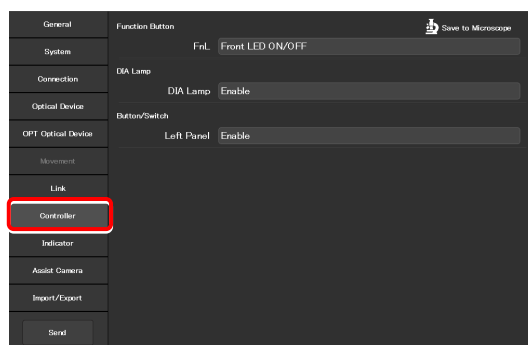 General
System
Connection
Optical Device
OPT Optical Device
Movement
Link
Controller
Indicator
Assist Camera
Import/Export
Send
Function Button
Save to Microscope
FnL Front LED ON/OFF
DIA Lamp
DIA Lamp Enable
Button/Switch
Left Panel Enable